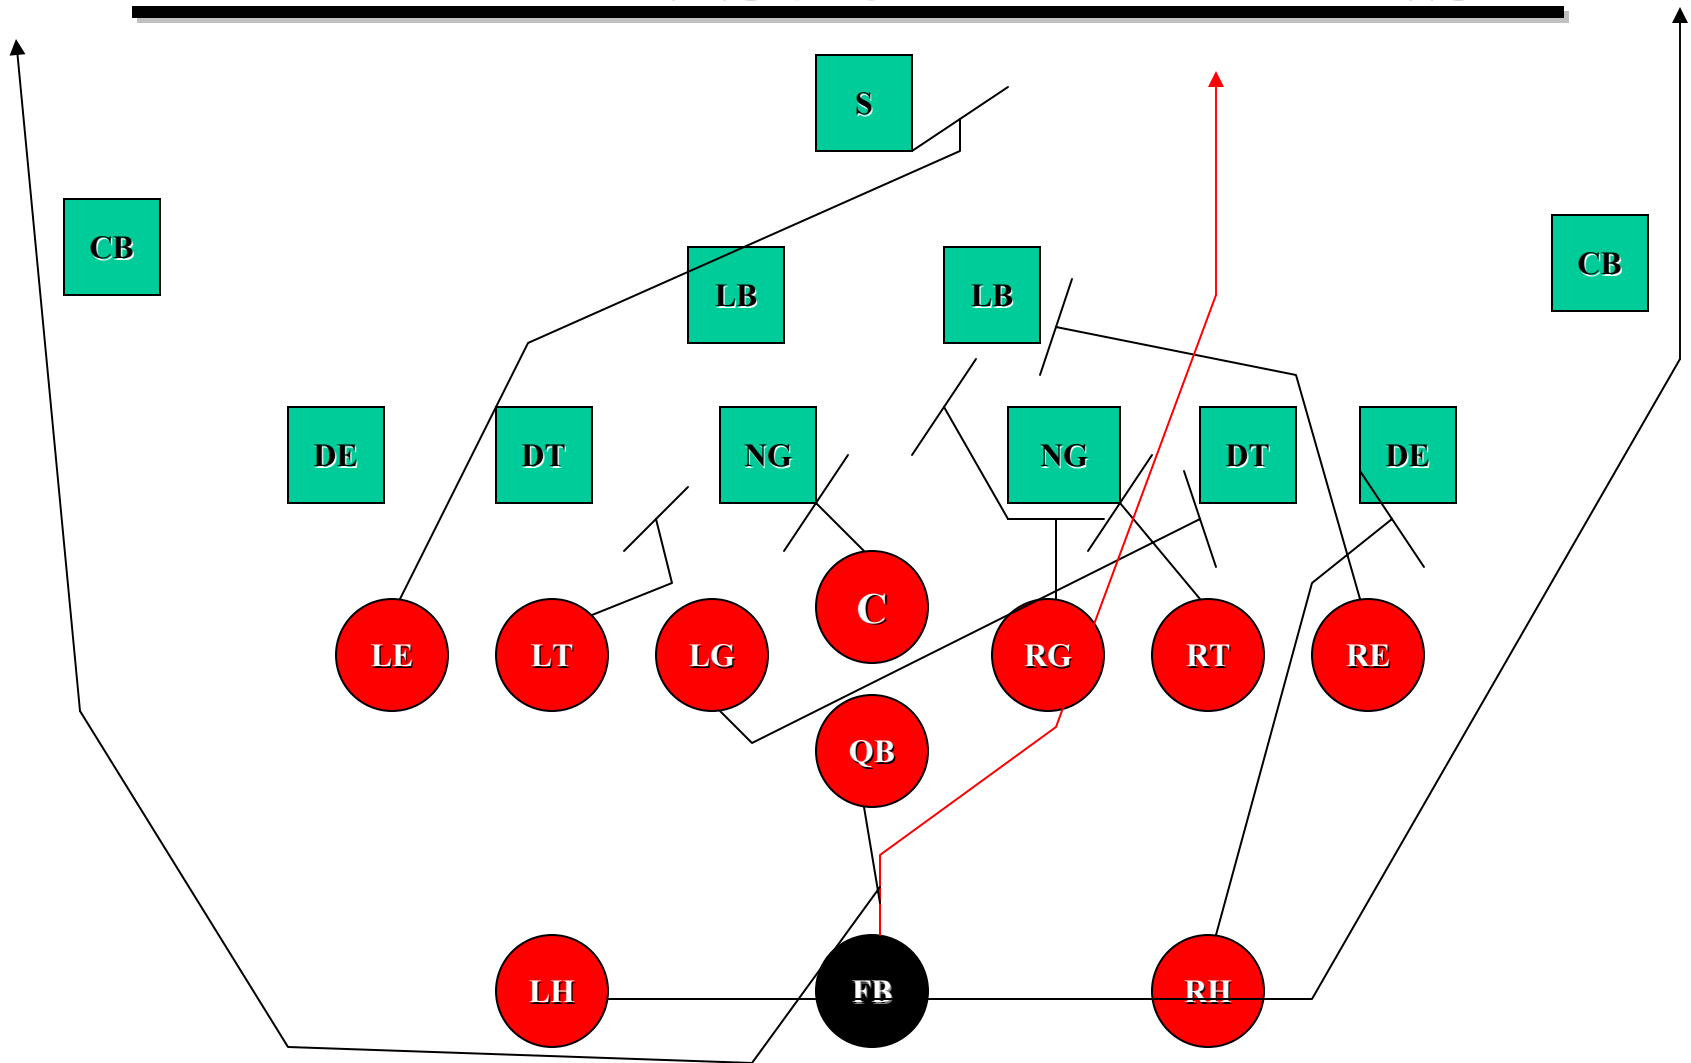 S
CB
CB
LB
LB
DE
DT
NG
NG
DT
DE
C
LE
LT
LG
RG
RT
RE
QB
LH
FB
RH